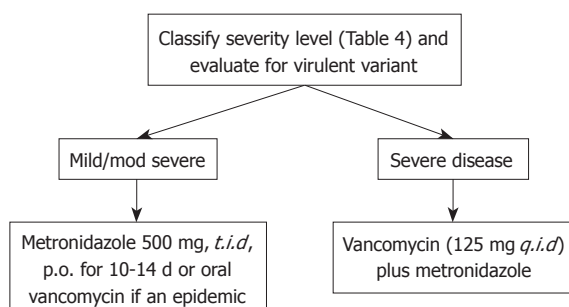 Classify severity level (Table 4) and
evaluate for virulent variant
Mild/mod severe
Severe disease
Metronidazole 500 mg, t.i.d,
p.o. for 10-14 d or oral
vancomycin if an epidemic
Vancomycin (125 mg q.i.d)
plus metronidazole